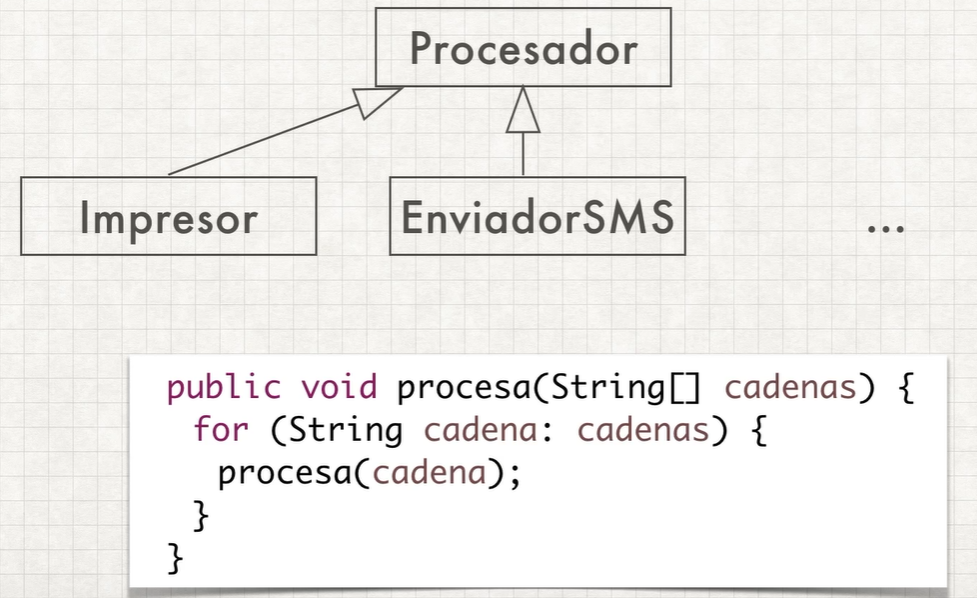 Procesador
Impresor
EnviadorSMS
...
public void procesa(String[] cadenas) {
for (String cadena: cadenas) {
procesa(cadena);
}
}